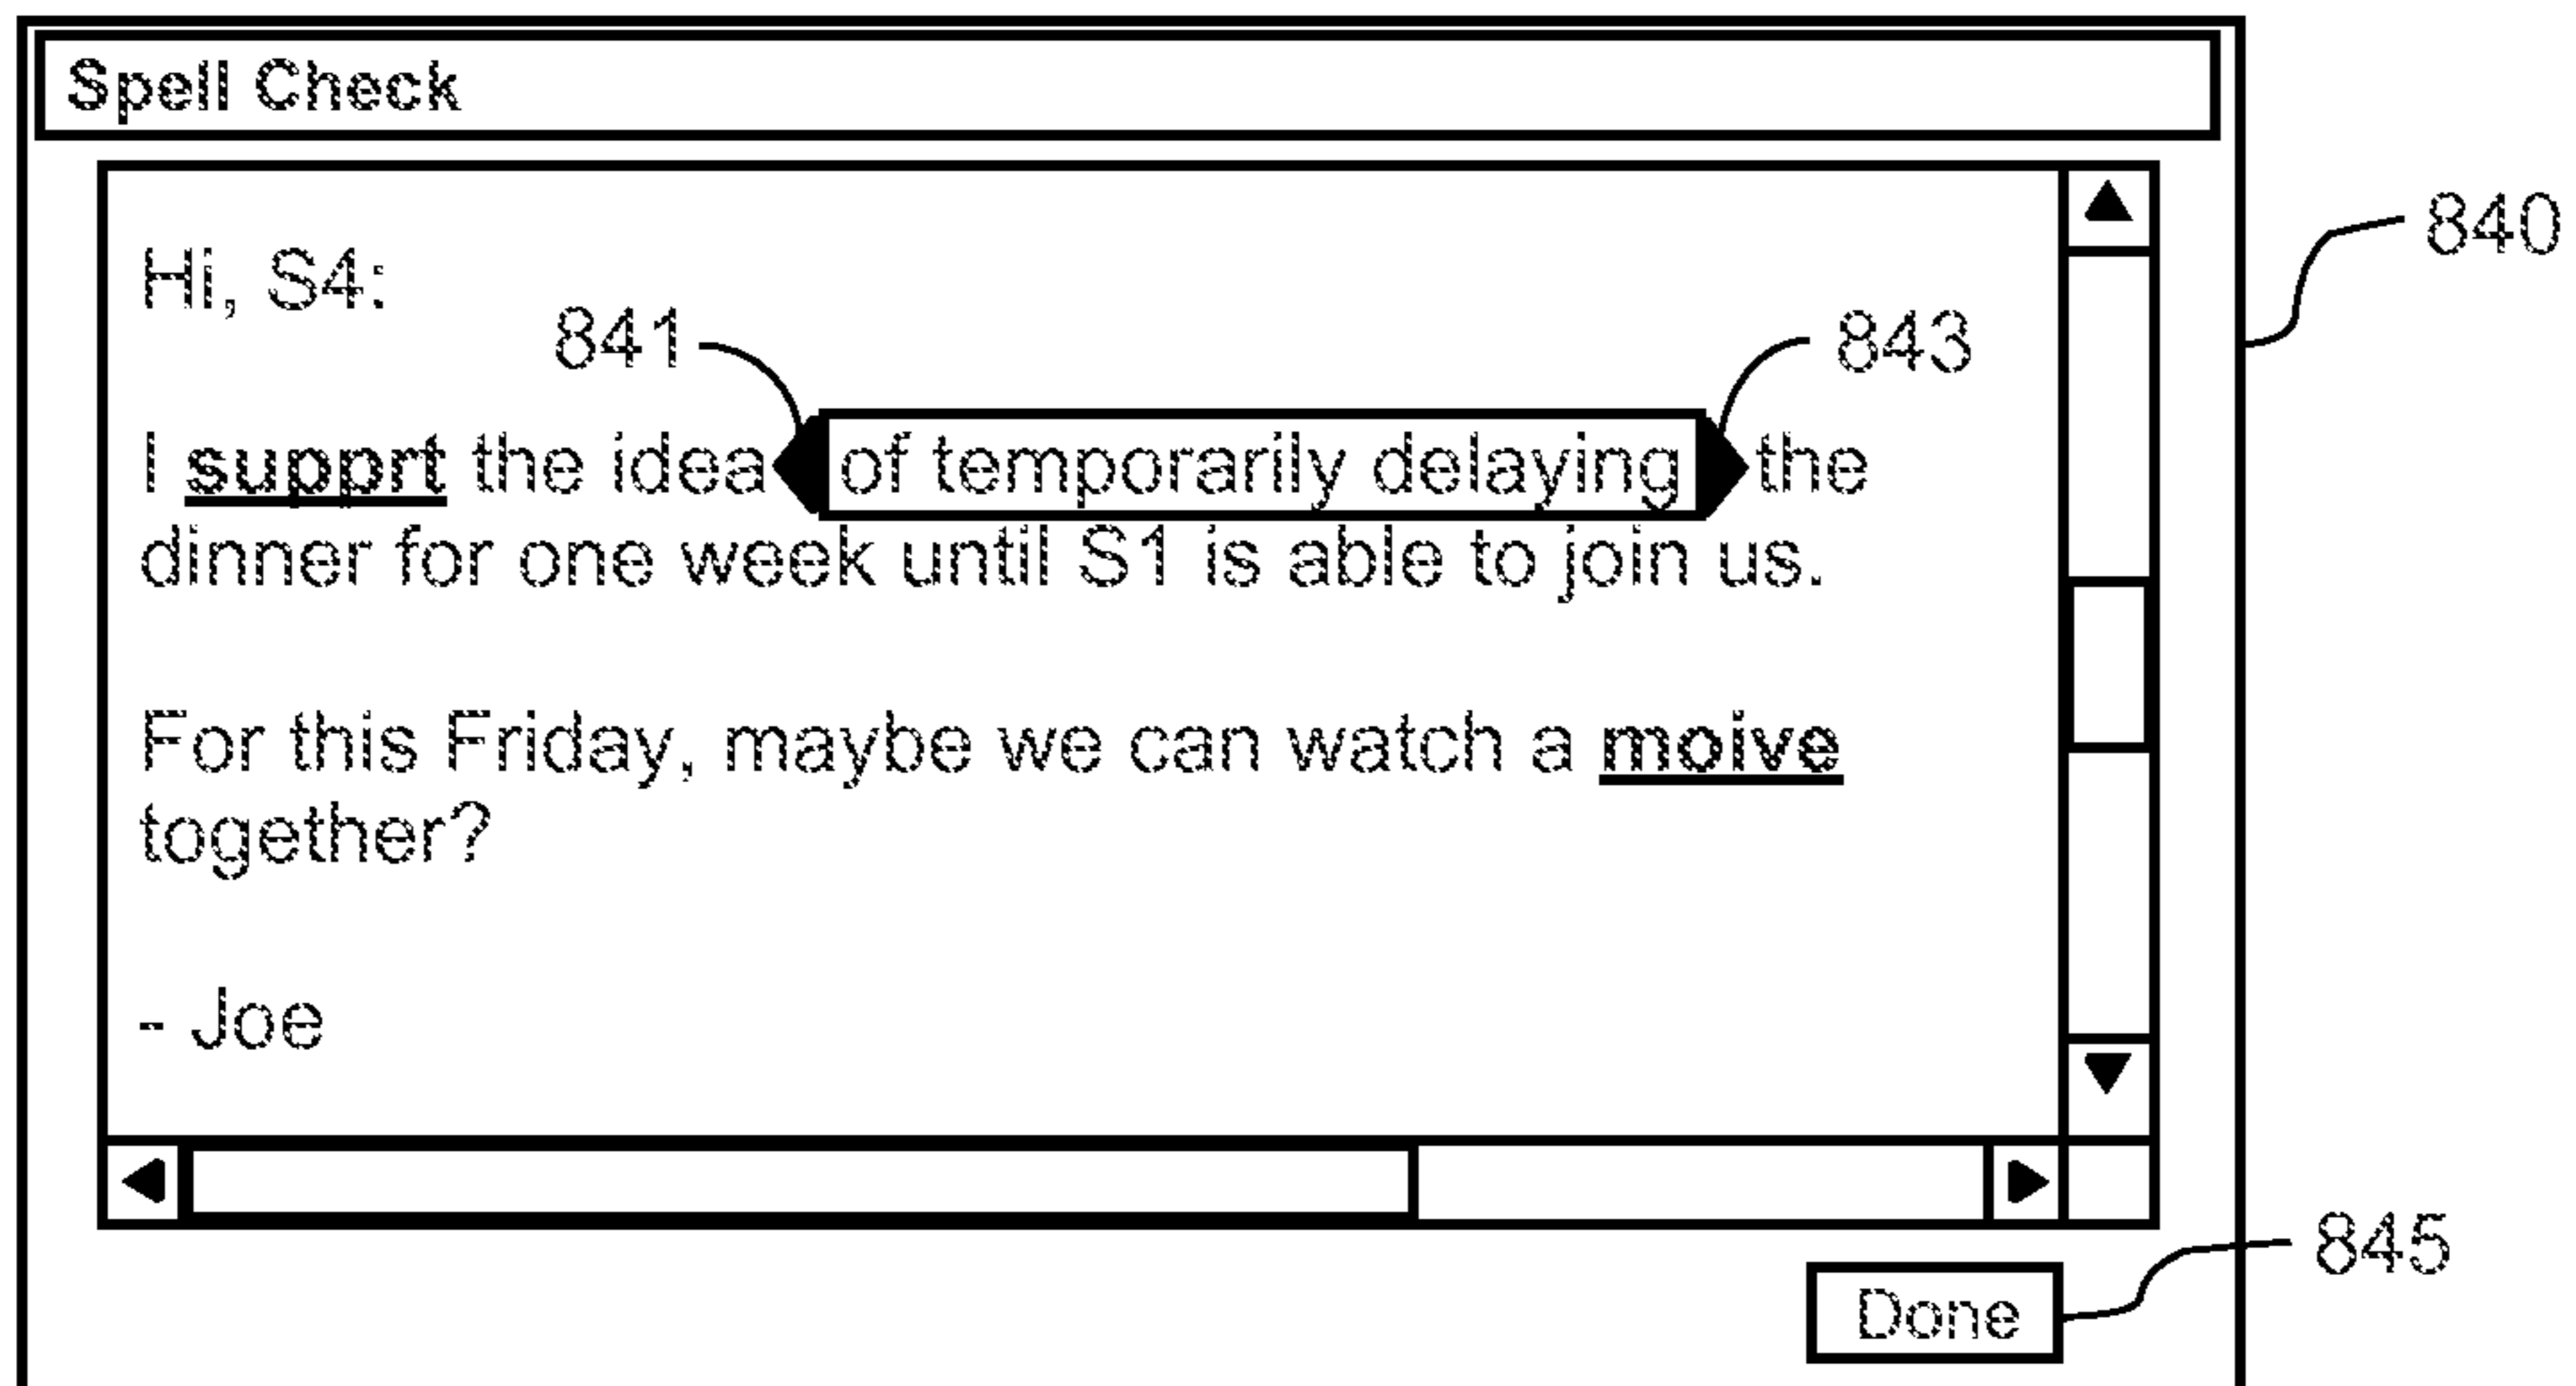 Spell Check
840
Hi, S4:
841
843
I supprt the idea of temporarily delaying the
dinner for one week until S1 is able to join us.
For this Friday, maybe we can watch a moive
together?
- Joe
845
Done